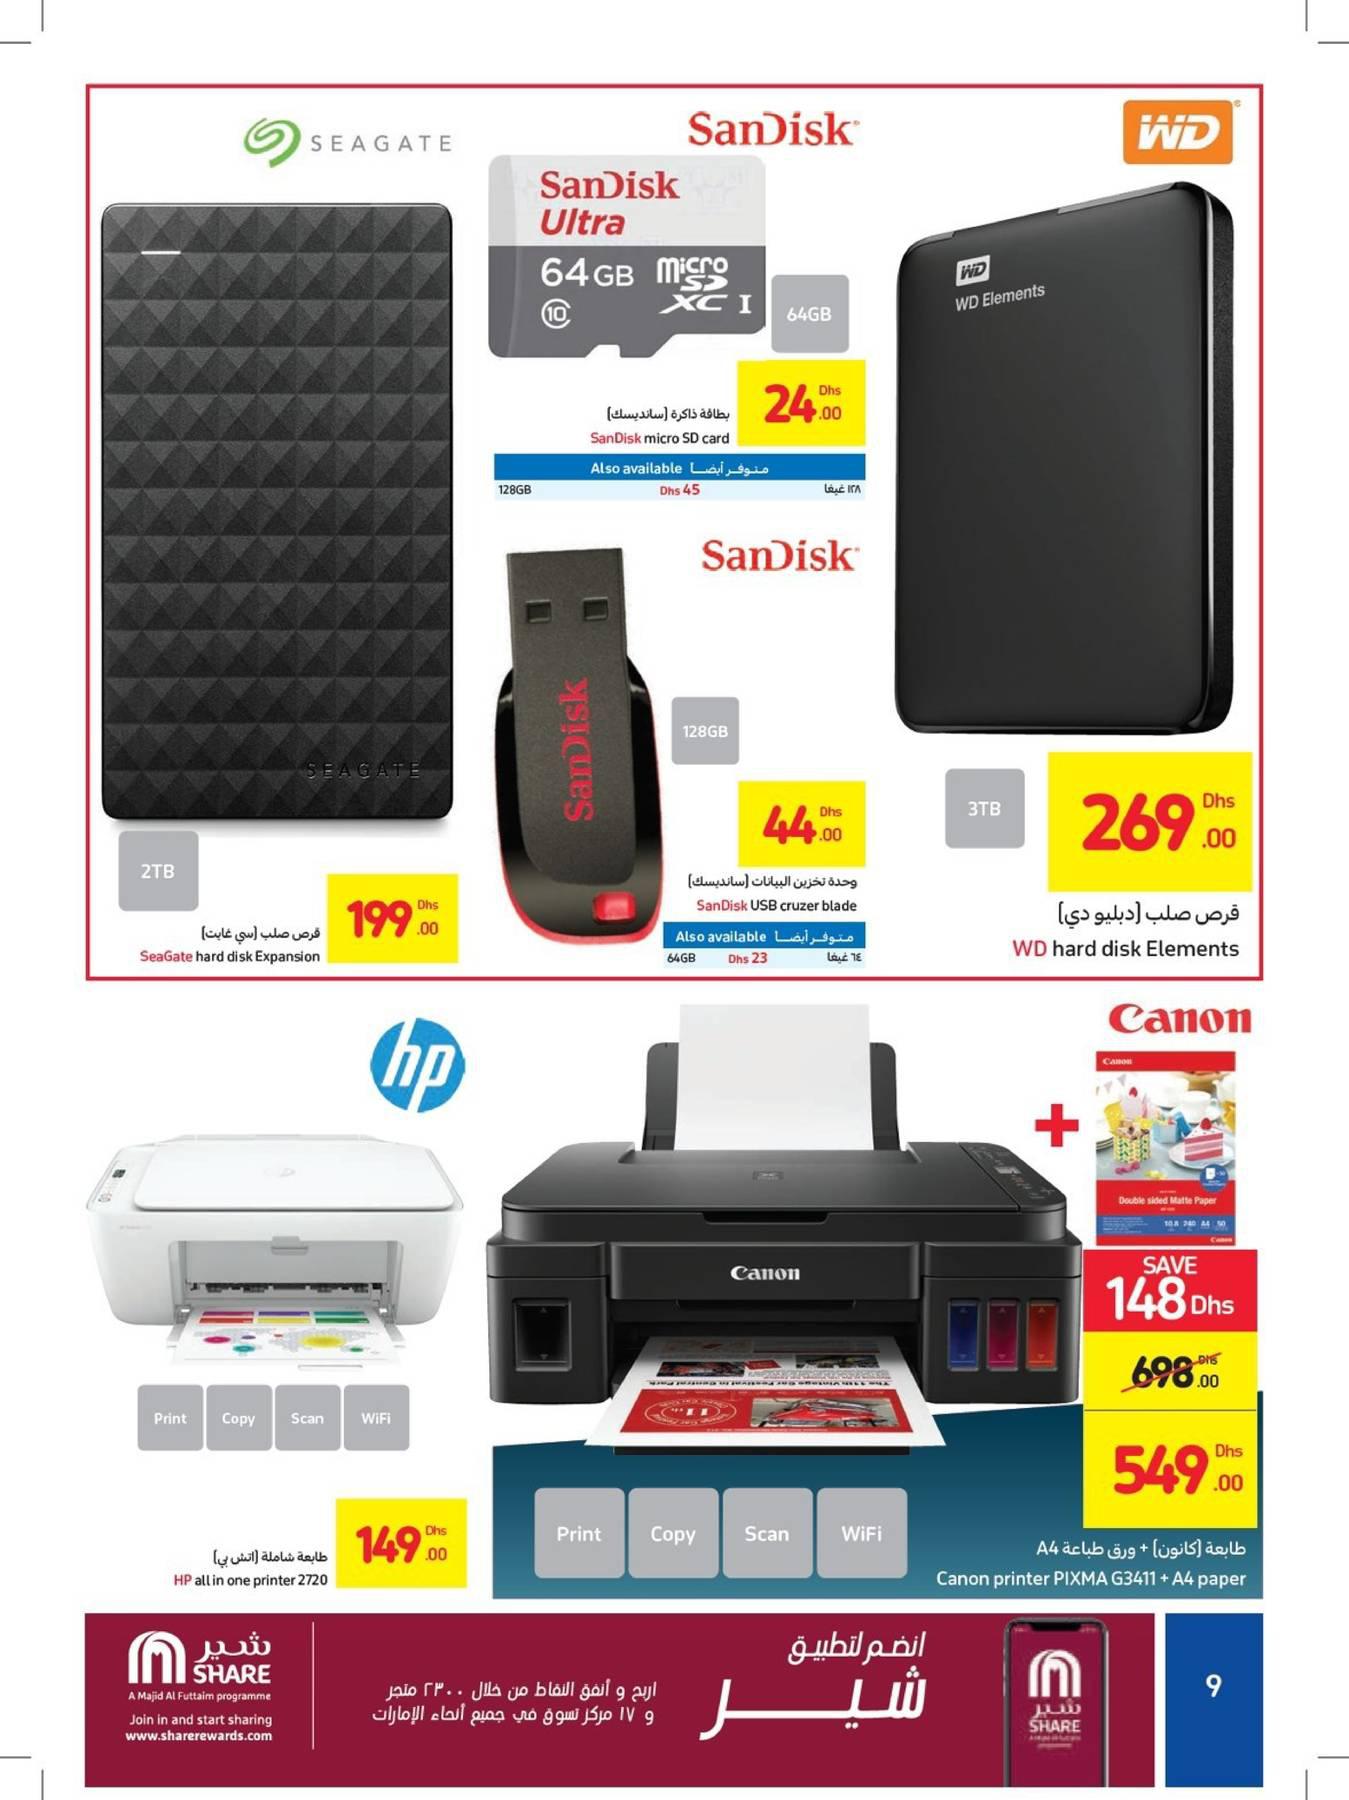 SEAGATE
SEAGATE
2TB
199.00 Dhs
قرص صلب (سي غايت)
SeaGate hard disk Expansion
SanDisk
SanDisk
Ultra
64GB micro SD XC I
10
64GB
24.00 Dhs
بطاقة ذاكرة (سانديسك)
SanDisk micro SD card
Also available متوفر أيضاً
128GB Dhs 45 ١٢٨ غيغا
SanDisk
SanDisk
128GB
44.00 Dhs
وحدة تخزين البيانات (سانديسك)
SanDisk USB cruzer blade
Also available متوفر أيضاً
64GB Dhs 23 ٦٤ غيغا
WD
WD
WD Elements
3TB
269.00 Dhs
قرص صلب (دبليو دي)
WD hard disk Elements
hp
Print Copy Scan WiFi
149.00 Dhs
طابعة شاملة (اتش بي)
HP all in one printer 2720
Canon
Canon
+
Canon
Double sided Matte Paper
10.8 240 A4 50
Canon
SAVE
148 Dhs
698.00 Dhs
549.00 Dhs
Print Copy Scan WiFi
طابعة (كانون) + ورق طباعة A4
Canon printer PIXMA G3411 + A4 paper
شير
SHARE
A Majid Al Futtaim programme
Join in and start sharing
www.sharerewards.com
اربح و أنفق النقاط من خلال ٢٣٠٠ متجر
و ١٧ مركز تسوق في جميع أنحاء الإمارات
انضم لتطبيق
شير
شير
SHARE
9